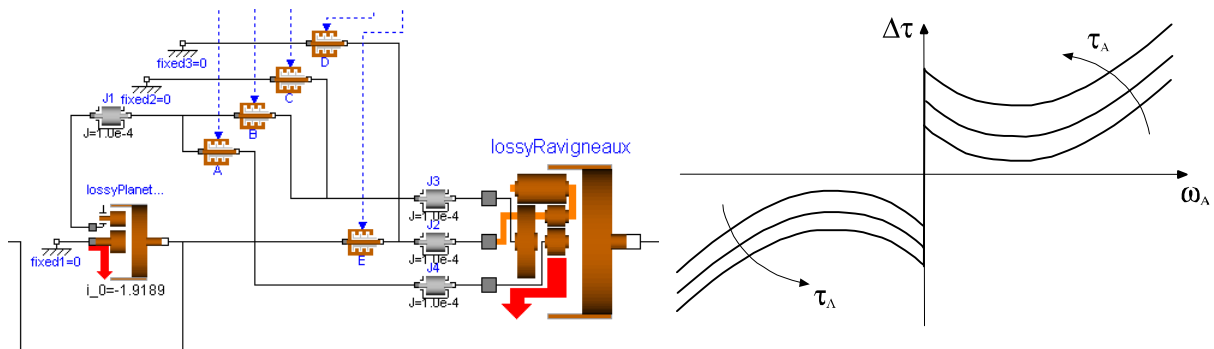 D
fixed3=0
C
fixed2=0
J1
J=1.0e-4
B
A
lossyRavigneaux
lossyPlanet...
J3
J=1.0e-4
J2
J=1.0e-4
E
J4
J=1.0e-4
fixed1=0
i_0=-1.9189
Δτ
τA
ωA
τA